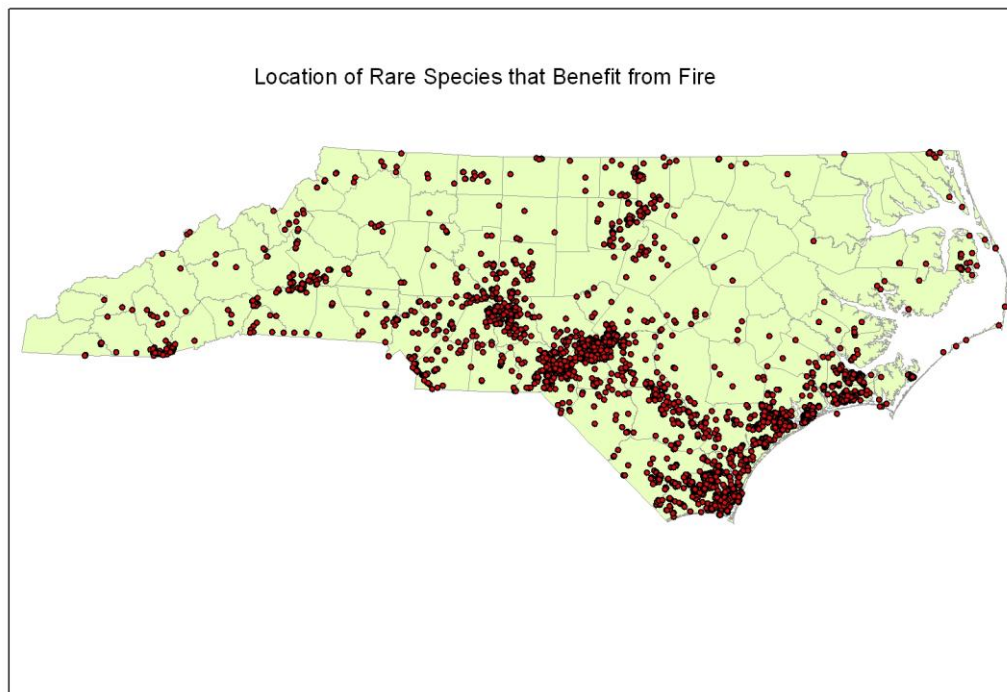 Location of Rare Species that Benefit from Fire